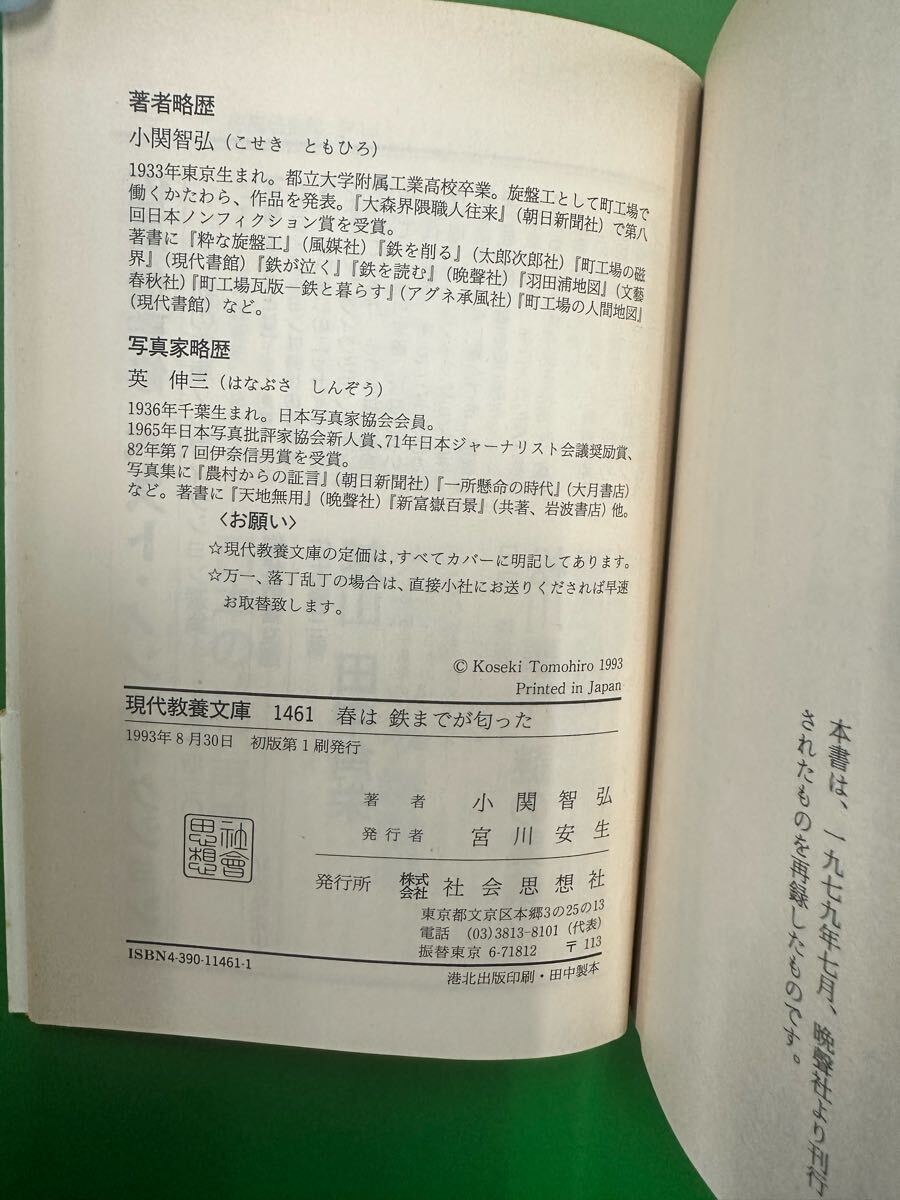 著者略歴
小関智弘（こせき　ともひろ）
1933年東京生まれ。都立大学附属工業高校卒業。旋盤工として町工場で
働くかたわら、作品を発表。『大森界隈職人往来』（朝日新聞社）で第八
回日本ノンフィクション賞を受賞。
著書に『粋な旋盤工』（風媒社）『鉄を削る』（太郎次郎社）『町工場の磁
界』（現代書館）『鉄が泣く』『鉄を読む』（晩聲社）『羽田浦地図』（文藝
春秋社）『町工場瓦版―鉄と暮らす』（アグネ承風社）『町工場の人間地図』
（現代書館）など。
写真家略歴
英　伸三（はなぶさ　しんぞう）
1936年千葉生まれ。日本写真家協会会員。
1965年日本写真批評家協会新人賞、71年日本ジャーナリスト会議奨励賞、
82年第７回伊奈信男賞を受賞。
写真集に『農村からの証言』（朝日新聞社）『一所懸命の時代』（大月書店）
など。著書に『天地無用』（晩聲社）『新富嶽百景』（共著、岩波書店）他。
〈お願い〉
☆現代教養文庫の定価は,すべてカバーに明記してあります。
☆万一、落丁乱丁の場合は、直接小社にお送りくだされば早速
お取替致します。
© Koseki Tomohiro 1993
Printed in Japan
現代教養文庫　1461　春は 鉄までが匂った
1993年８月30日　初版第１刷発行
著　者　小関智弘
発行者　宮川安生
社會思想
発行所　株式会社　社会思想社
東京都文京区本郷3の25の13
電話　(03)3813-8101（代表）
振替東京 6-71812　〒113
ISBN4-390-11461-1
港北出版印刷・田中製本
本書は、一九七九年七月、晩聲社より刊行
されたものを再録したものです。